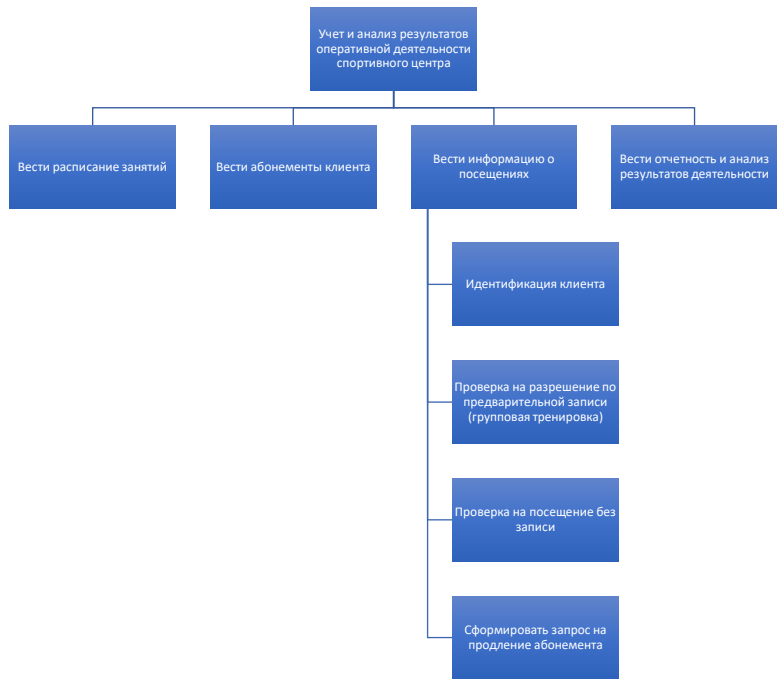 Учет и анализ результатов
оперативной деятельности
спортивного центра
Вести расписание занятий
Вести абонементы клиента
Вести информацию о
посещениях
Вести отчетность и анализ
результатов деятельности
Идентификация клиента
Проверка на разрешение по
предварительной записи
(групповая тренировка)
Проверка на посещение без
записи
Сформировать запрос на
продление абонемента